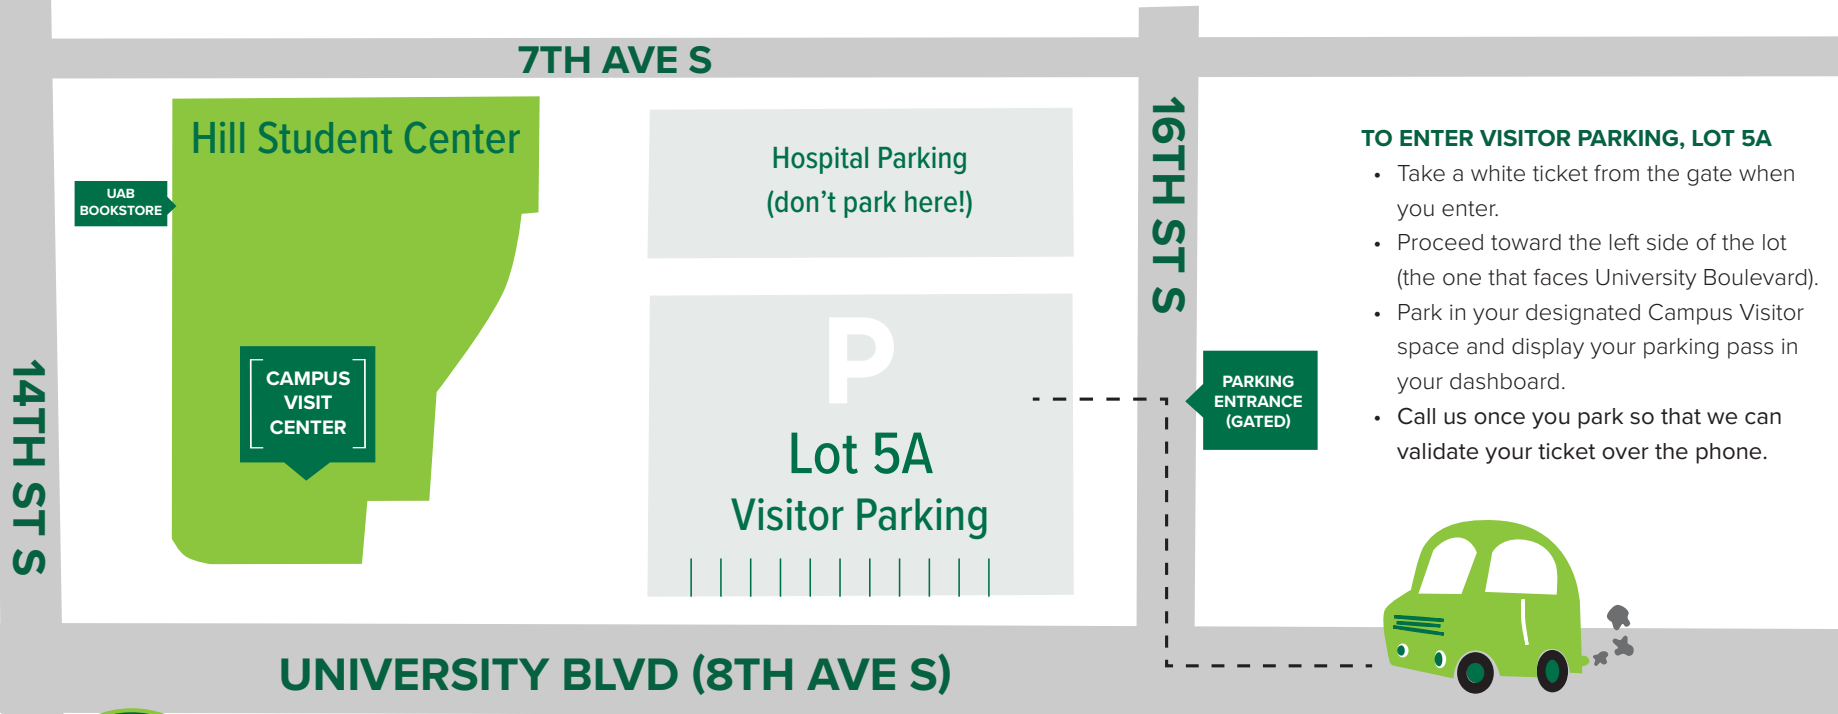 7TH AVE S
Hill Student Center
UAB
BOOKSTORE
CAMPUS
VISIT
CENTER
14TH ST S
Hospital Parking
(don’t park here!)
P
Lot 5A
Visitor Parking
16TH ST S
PARKING
ENTRANCE
(GATED)
TO ENTER VISITOR PARKING, LOT 5A
• Take a white ticket from the gate when
you enter.
• Proceed toward the left side of the lot
(the one that faces University Boulevard).
• Park in your designated Campus Visitor
space and display your parking pass in
your dashboard.
• Call us once you park so that we can
validate your ticket over the phone.
UNIVERSITY BLVD (8TH AVE S)